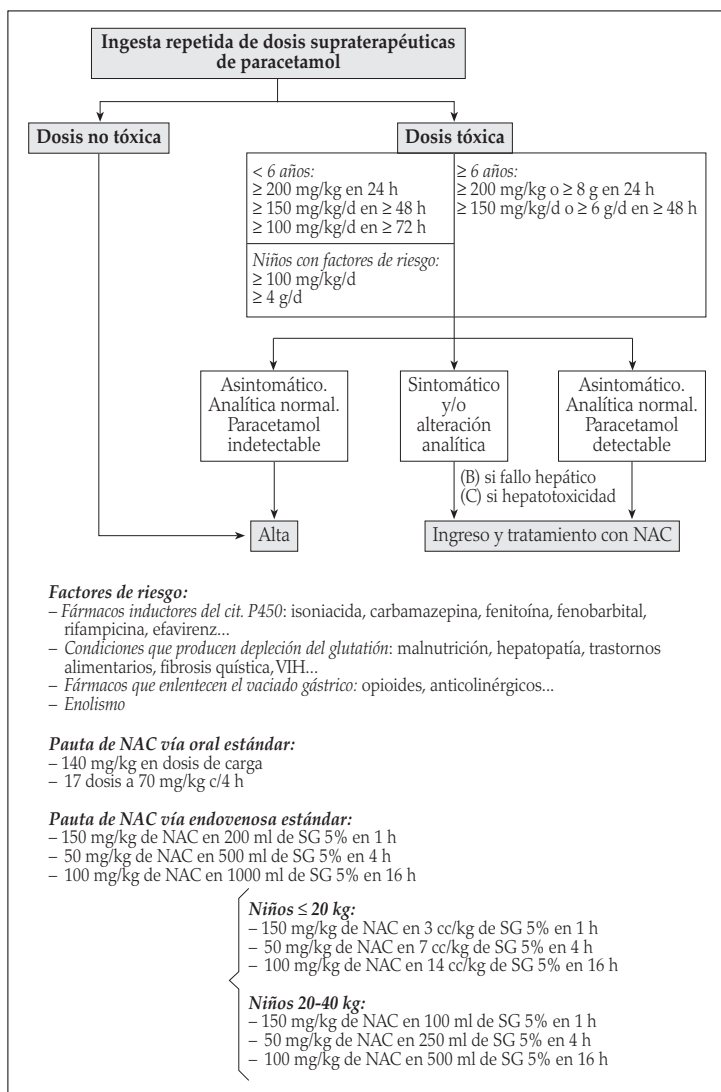 Ingesta repetida de dosis supraterapéuticas
de paracetamol
Dosis no tóxica
Dosis tóxica
< 6 años:
≥ 200 mg/kg en 24 h
≥ 150 mg/kg/d en ≥ 48 h
≥ 100 mg/kg/d en ≥ 72 h
≥ 6 años:
≥ 200 mg/kg o ≥ 8 g en 24 h
≥ 150 mg/kg/d o ≥ 6 g/d en ≥ 48 h
Niños con factores de riesgo:
≥ 100 mg/kg/d
≥ 4 g/d
Asintomático.
Analítica normal.
Paracetamol
indetectable
Sintomático
y/o
alteración
analítica
Asintomático.
Analítica normal.
Paracetamol
detectable
(B) si fallo hepático
(C) si hepatotoxicidad
Alta
Ingreso y tratamiento con NAC
Factores de riesgo:
– Fármacos inductores del cit. P450: isoniacida, carbamazepina, fenitoína, fenobarbital,
rifampicina, efavirenz...
– Condiciones que producen depleción del glutatión: malnutrición, hepatopatía, trastornos
alimentarios, fibrosis quística, VIH...
– Fármacos que enlentecen el vaciado gástrico: opioides, anticolinérgicos...
– Enolismo
Pauta de NAC vía oral estándar:
– 140 mg/kg en dosis de carga
– 17 dosis a 70 mg/kg c/4 h
Pauta de NAC vía endovenosa estándar:
– 150 mg/kg de NAC en 200 ml de SG 5% en 1 h
– 50 mg/kg de NAC en 500 ml de SG 5% en 4 h
– 100 mg/kg de NAC en 1000 ml de SG 5% en 16 h
Niños ≤ 20 kg:
– 150 mg/kg de NAC en 3 cc/kg de SG 5% en 1 h
– 50 mg/kg de NAC en 7 cc/kg de SG 5% en 4 h
– 100 mg/kg de NAC en 14 cc/kg de SG 5% en 16 h
Niños 20-40 kg:
– 150 mg/kg de NAC en 100 ml de SG 5% en 1 h
– 50 mg/kg de NAC en 250 ml de SG 5% en 4 h
– 100 mg/kg de NAC en 500 ml de SG 5% en 16 h